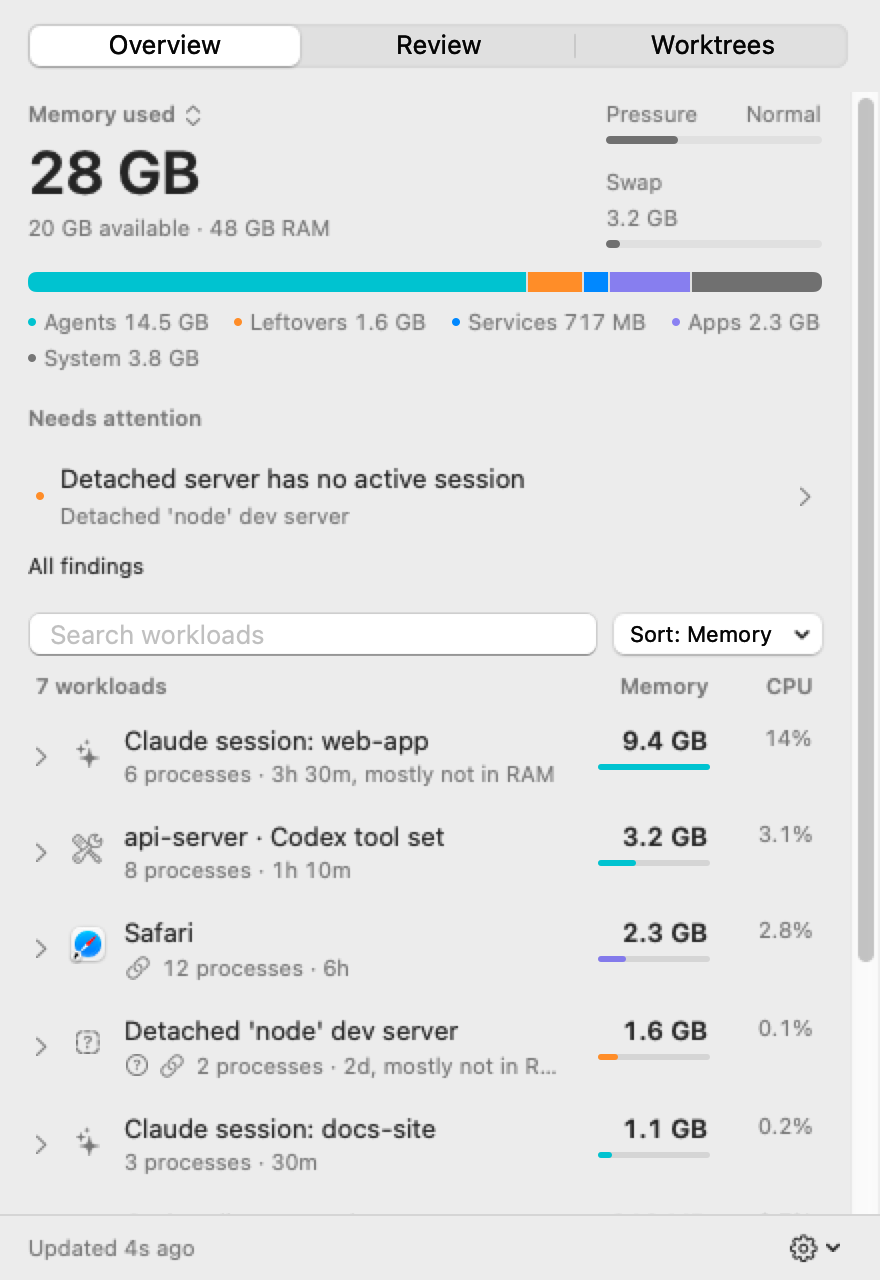 Overview Review Worktrees
Memory used
Pressure Normal
28 GB
Swap
3.2 GB
20 GB available · 48 GB RAM
Agents 14.5 GB Leftovers 1.6 GB Services 717 MB Apps 2.3 GB
System 3.8 GB
Needs attention
Detached server has no active session
Detached 'node' dev server
All findings
Search workloads Sort: Memory
7 workloads Memory CPU
Claude session: web-app 9.4 GB 14%
6 processes · 3h 30m, mostly not in RAM
api-server · Codex tool set 3.2 GB 3.1%
8 processes · 1h 10m
Safari 2.3 GB 2.8%
12 processes · 6h
Detached 'node' dev server 1.6 GB 0.1%
2 processes · 2d, mostly not in R...
Claude session: docs-site 1.1 GB 0.2%
3 processes · 30m
Updated 4s ago